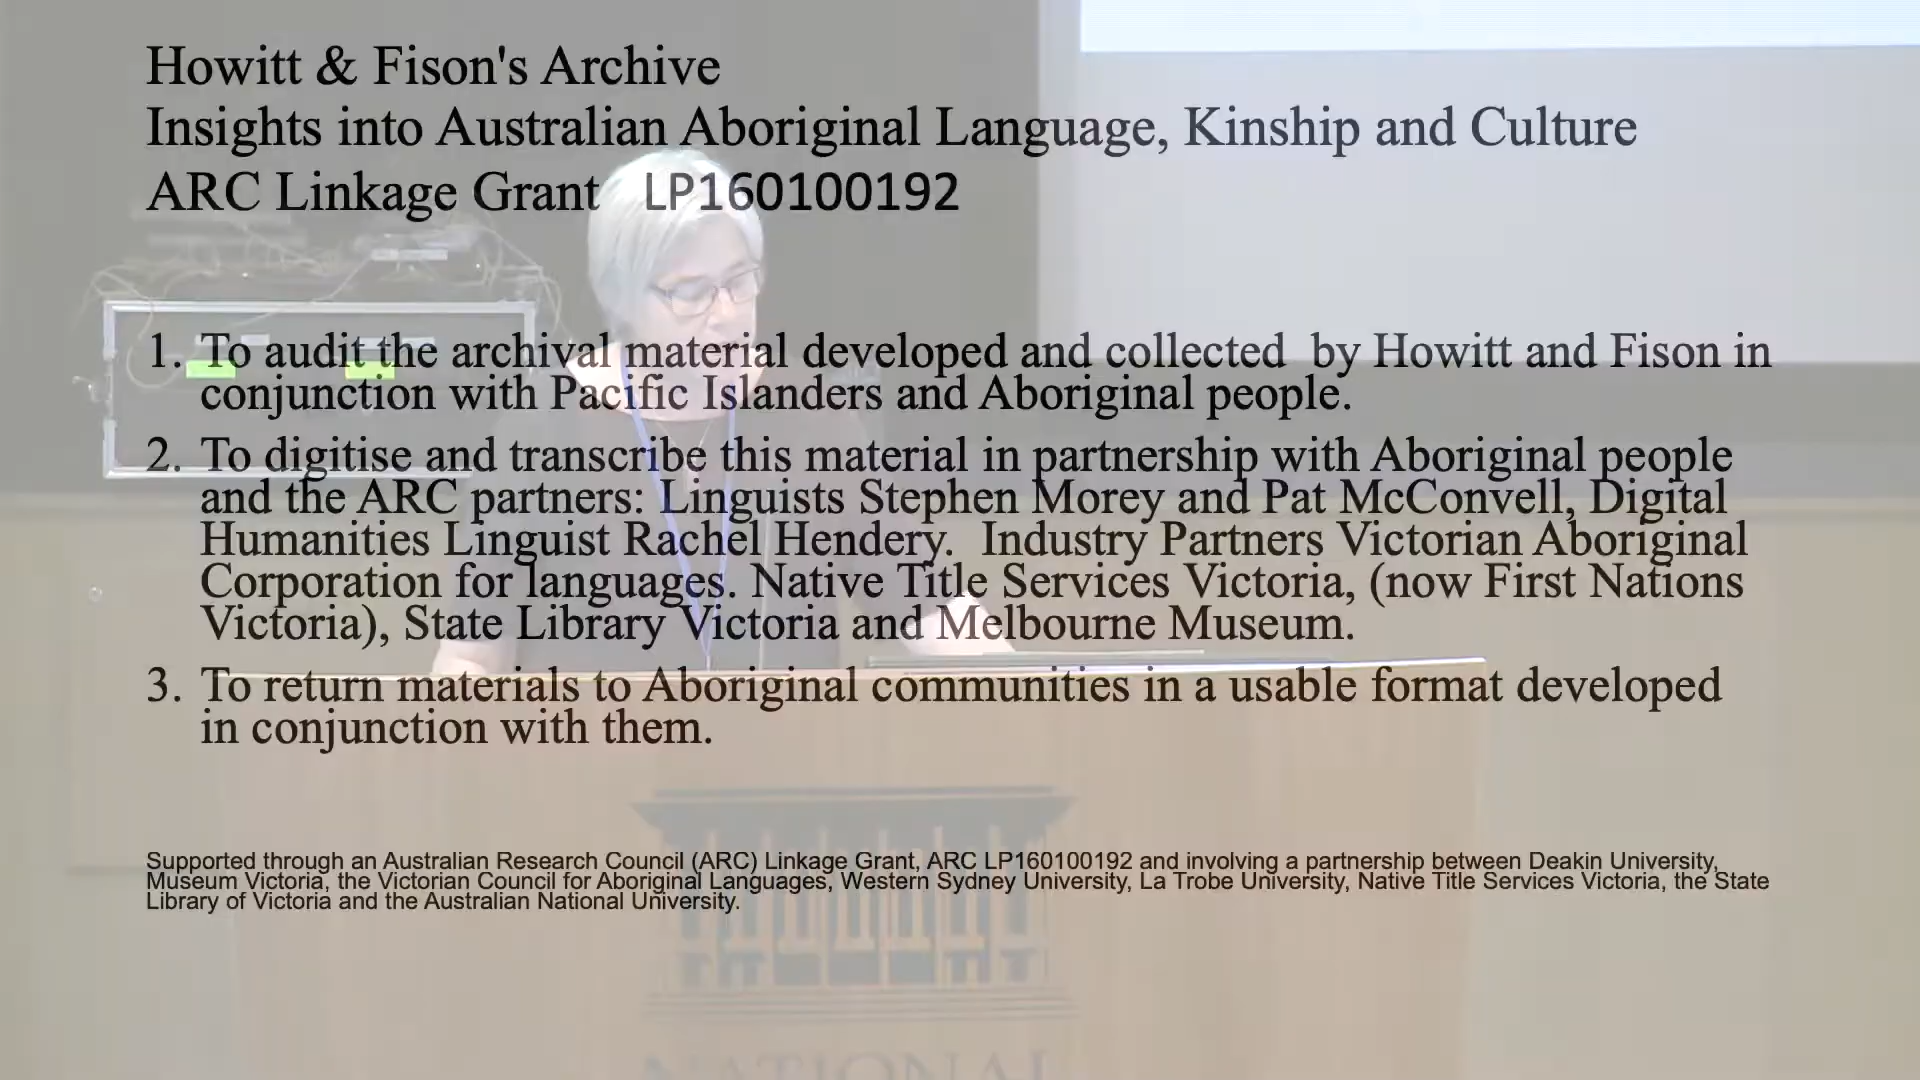 Howitt & Fison's Archive
Insights into Australian Aboriginal Language, Kinship and Culture
ARC Linkage Grant LP160100192
1. To audit the archival material developed and collected by Howitt and Fison in
conjunction with Pacific Islanders and Aboriginal people.
2. To digitise and transcribe this material in partnership with Aboriginal people
and the ARC partners: Linguists Stephen Morey and Pat McConvell, Digital
Humanities Linguist Rachel Hendery. Industry Partners Victorian Aboriginal
Corporation for languages. Native Title Services Victoria, (now First Nations
Victoria), State Library Victoria and Melbourne Museum.
3. To return materials to Aboriginal communities in a usable format developed
in conjunction with them.
Supported through an Australian Research Council (ARC) Linkage Grant, ARC LP160100192 and involving a partnership between Deakin University,
Museum Victoria, the Victorian Council for Aboriginal Languages, Western Sydney University, La Trobe University, Native Title Services Victoria, the State
Library of Victoria and the Australian National University.
NATIONAL